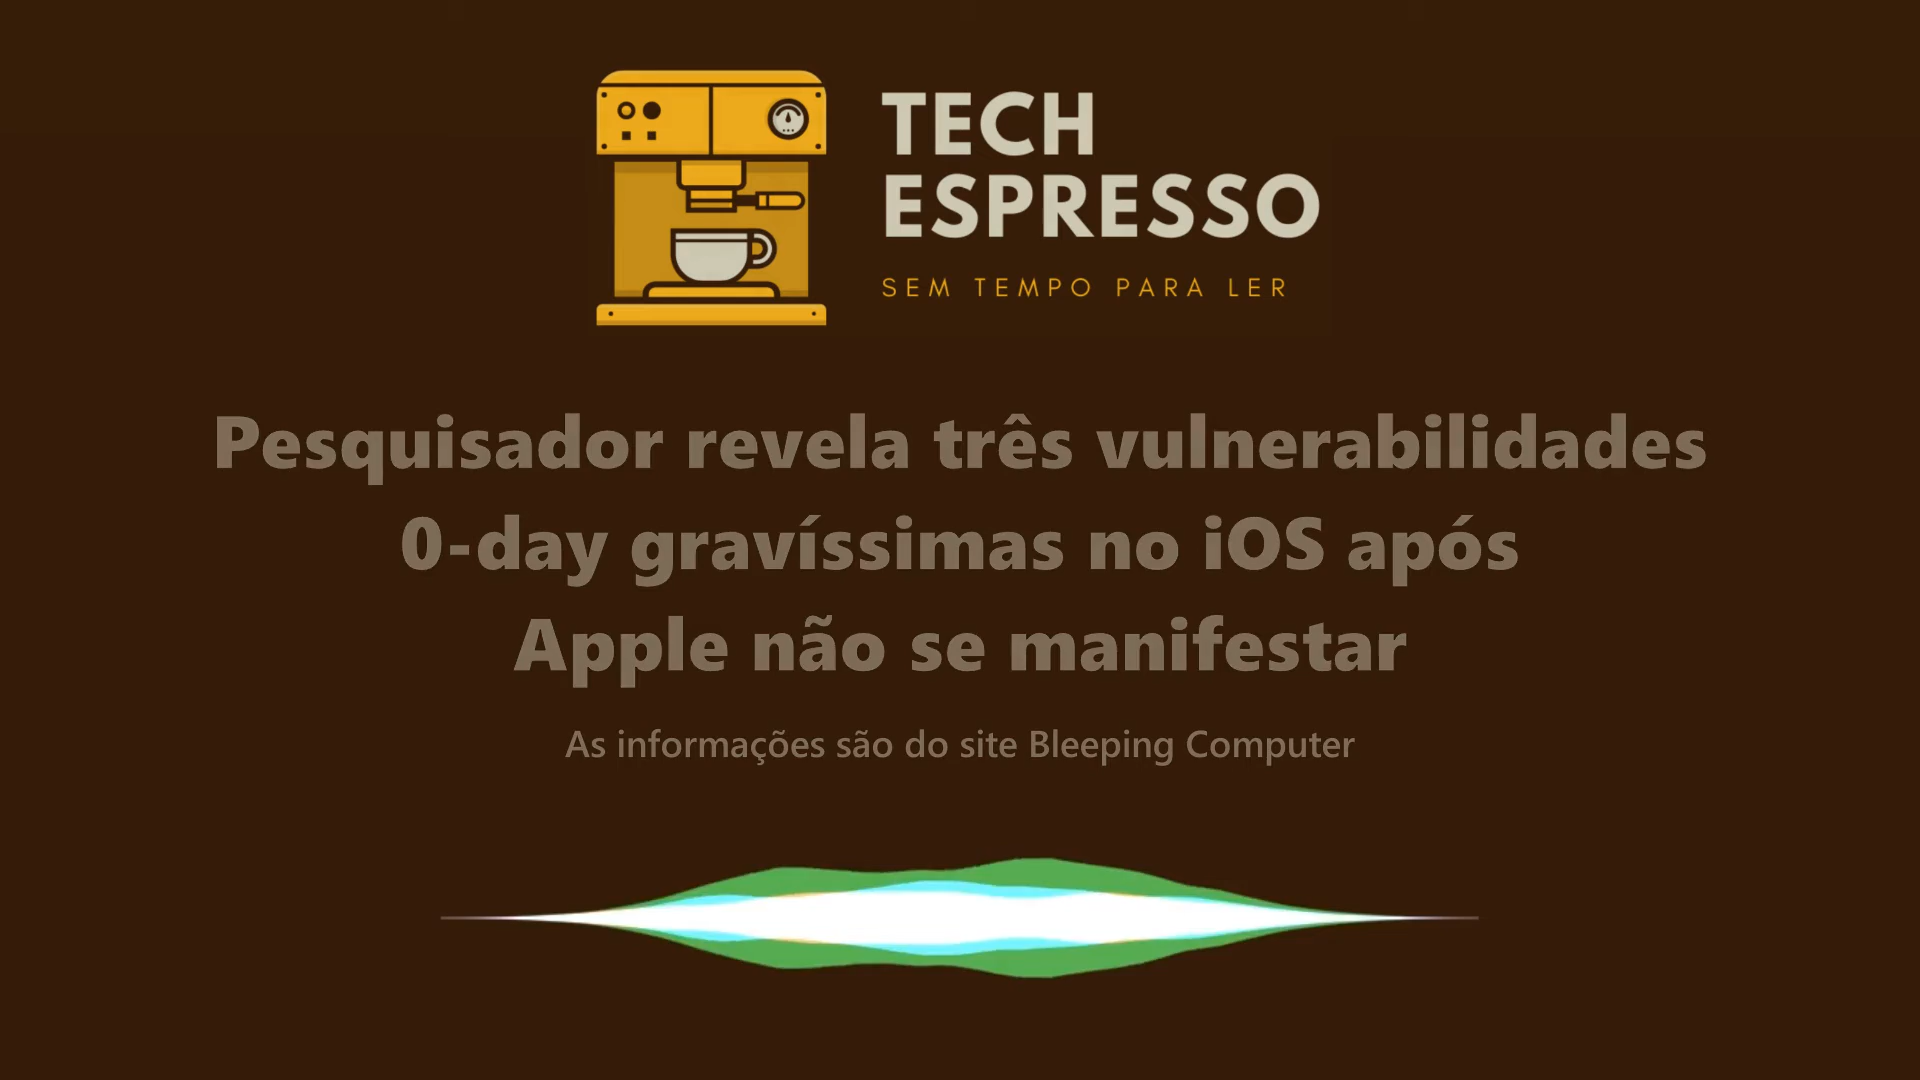 TECH
ESPRESSO
SEM TEMPO PARA LER
Pesquisador revela três vulnerabilidades
0-day gravíssimas no iOS após
Apple não se manifestar
As informações são do site Bleeping Computer